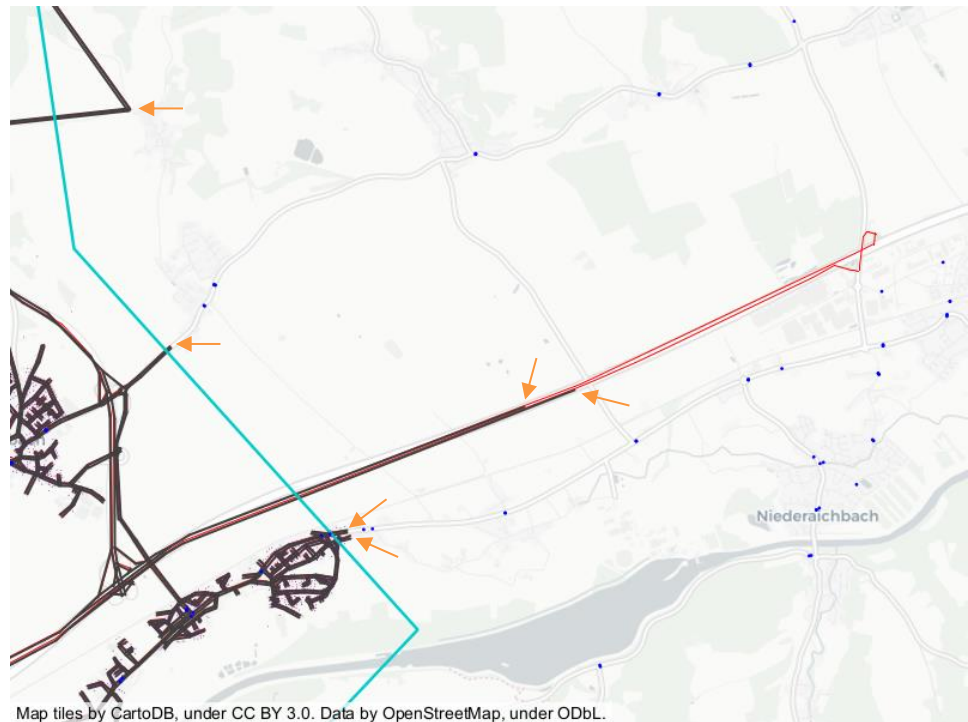 Niederaichbach
Map tiles by CartoDB, under CC BY 3.0. Data by OpenStreetMap, under ODbL.